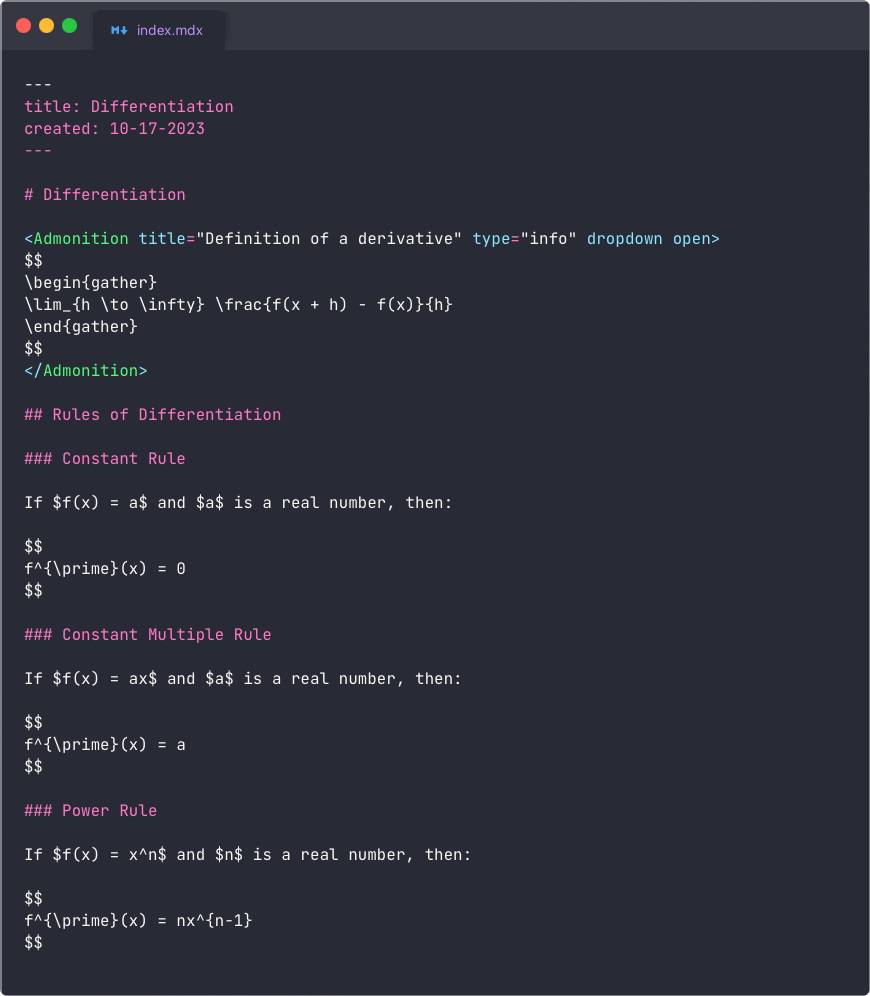 index.mdx
---
title: Differentiation
created: 10-17-2023
---
# Differentiation
<Admonition title="Definition of a derivative" type="info" dropdown open>
$$
\begin{gather}
\lim_{h \to \infty} \frac{f(x + h) - f(x)}{h}
\end{gather}
$$
</Admonition>
## Rules of Differentiation
### Constant Rule
If $f(x) = a$ and $a$ is a real number, then:
$$
f^{\prime}(x) = 0
$$
### Constant Multiple Rule
If $f(x) = ax$ and $a$ is a real number, then:
$$
f^{\prime}(x) = a
$$
### Power Rule
If $f(x) = x^n$ and $n$ is a real number, then:
$$
f^{\prime}(x) = nx^{n-1}
$$